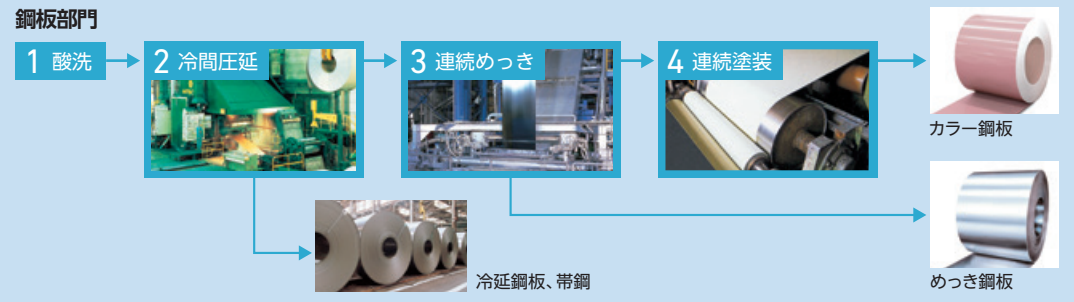 鋼板部門
1 酸洗
2 冷間圧延
3 連続めっき
4 連続塗装
カラー鋼板
冷延鋼板、帯鋼
めっき鋼板